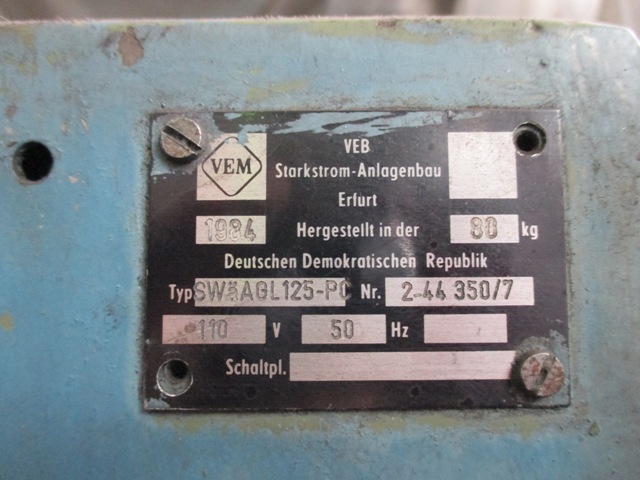 VEM
VEB
Starkstrom-Anlagenbau
Erfurt
1984 Hergestellt in der 80 kg
Deutschen Demokratischen Republik
Typ Nr. 2-44 350/7
110 V 50 Hz
Schaltpl.